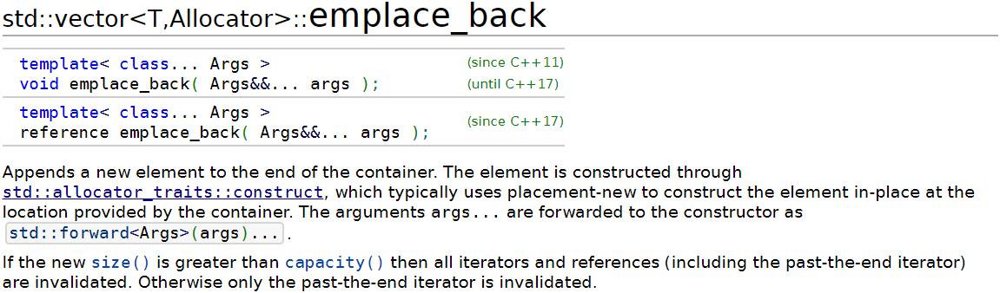 std::vector<T,Allocator>::emplace_back
template< class... Args > (since C++11)
void emplace_back( Args&&... args ); (until C++17)
template< class... Args >
(since C++17)
reference emplace_back( Args&&... args );
Appends a new element to the end of the container. The element is constructed through
std::allocator_traits::construct, which typically uses placement-new to construct the element in-place at the
location provided by the container. The arguments args... are forwarded to the constructor as
std::forward<Args>(args)... .
If the new size() is greater than capacity() then all iterators and references (including the past-the-end iterator)
are invalidated. Otherwise only the past-the-end iterator is invalidated.